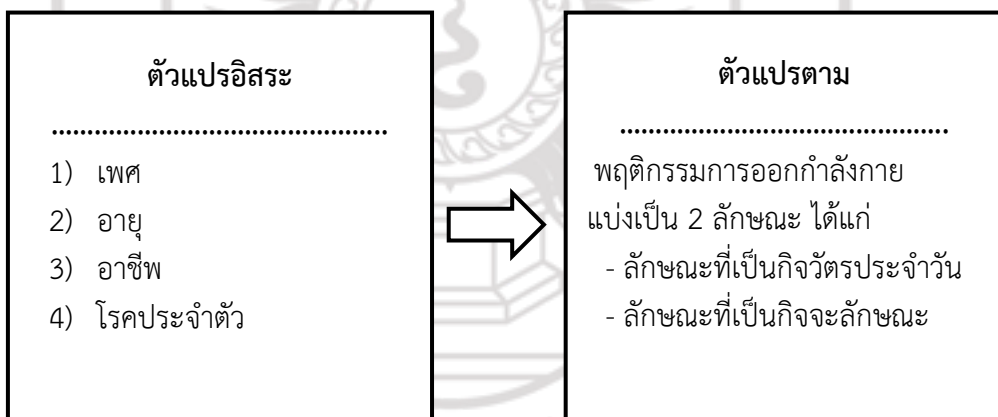 ตัวแปรอิสระ
................................................
1) เพศ
2) อายุ
3) อาชีพ
4) โรคประจำตัว
ตัวแปรตาม
...............................................
พฤติกรรมการออกกำลังกาย
แบ่งเป็น 2 ลักษณะ ได้แก่
- ลักษณะที่เป็นกิจวัตรประจำวัน
- ลักษณะที่เป็นกิจจะลักษณะ